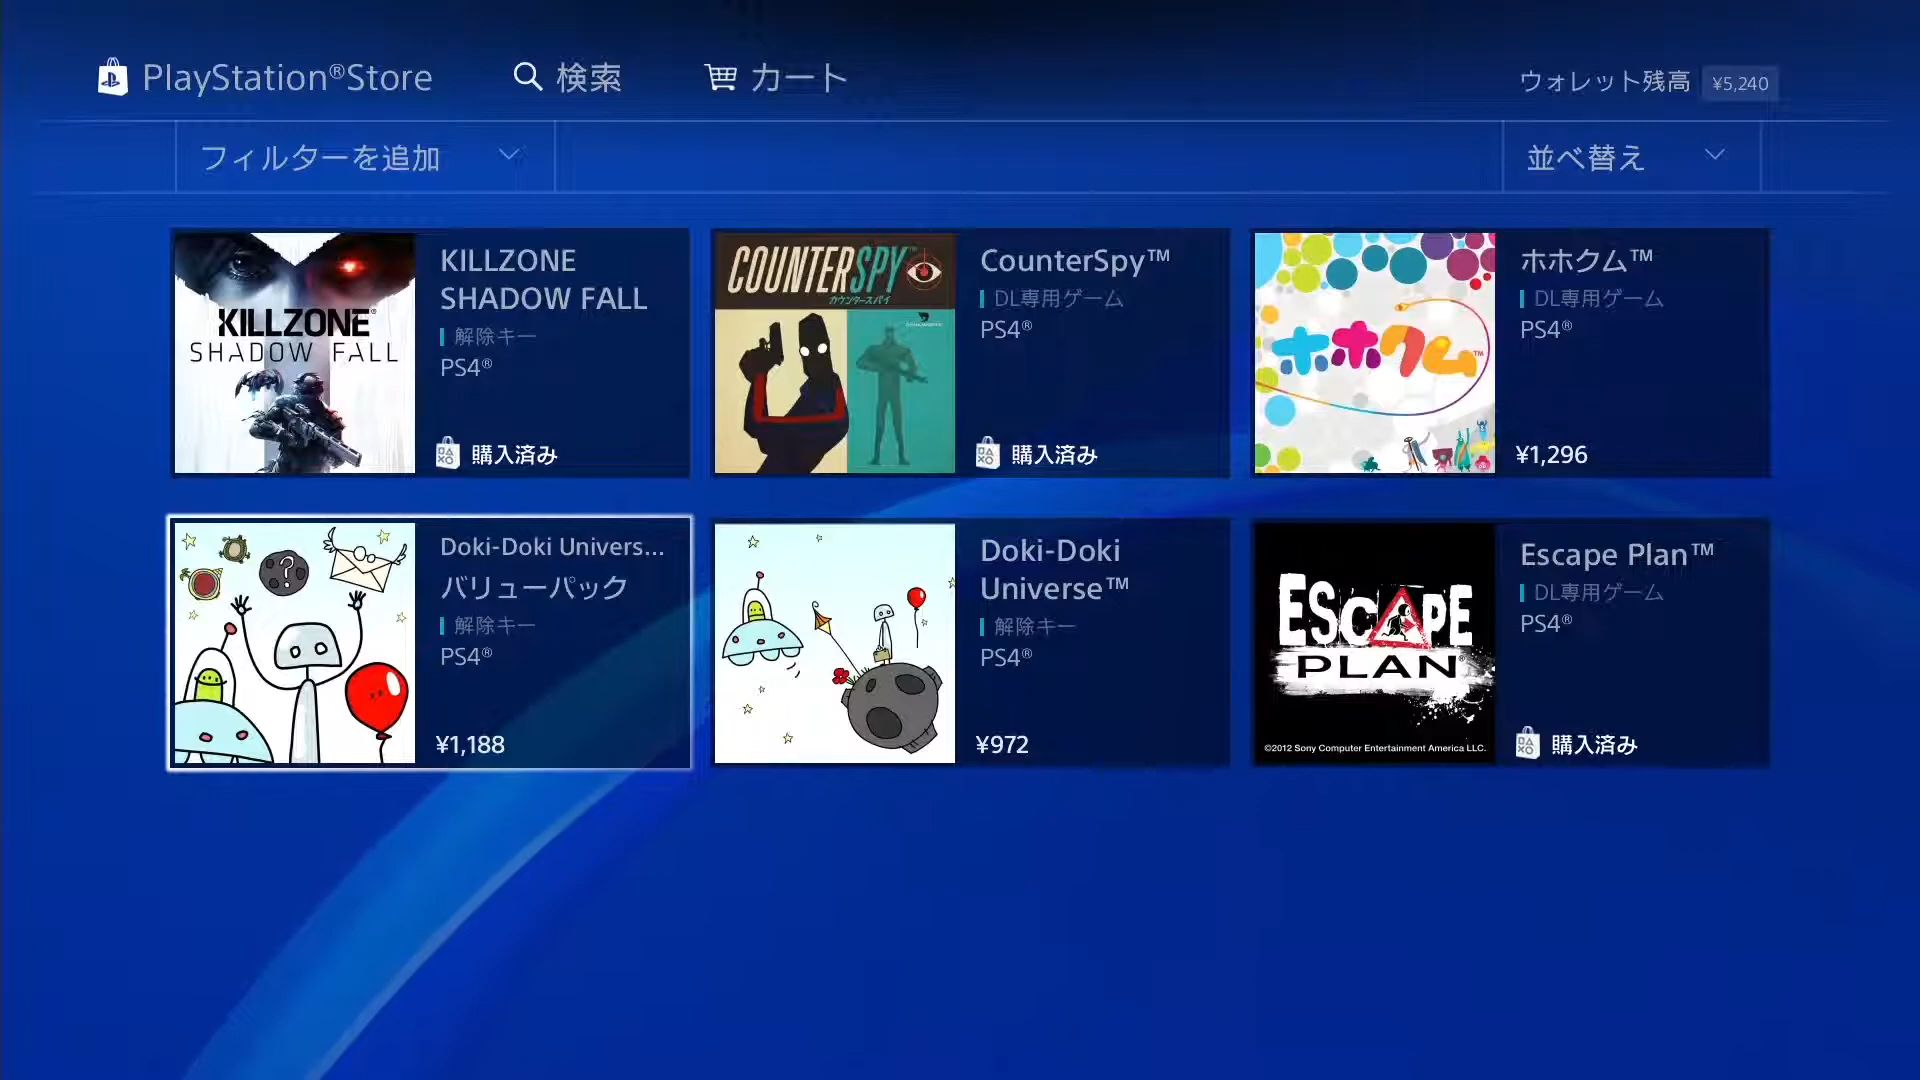 PlayStation®Store
検索
カート
ウォレット残高 ¥5,240
フィルターを追加
並べ替え
KILLZONE®
SHADOW FALL
KILLZONE
SHADOW FALL
解除キー
PS4®
購入済み
COUNTERSPY™
カウンタースパイ
CounterSpy™
DL専用ゲーム
PS4®
購入済み
ホホクム™
ホホクム™
DL専用ゲーム
PS4®
¥1,296
?
Doki-Doki Univers...
バリューパック
解除キー
PS4®
¥1,188
Doki-Doki
Universe™
解除キー
PS4®
¥972
ESCAPE
PLAN®
©2012 Sony Computer Entertainment America LLC.
Escape Plan™
DL専用ゲーム
PS4®
購入済み